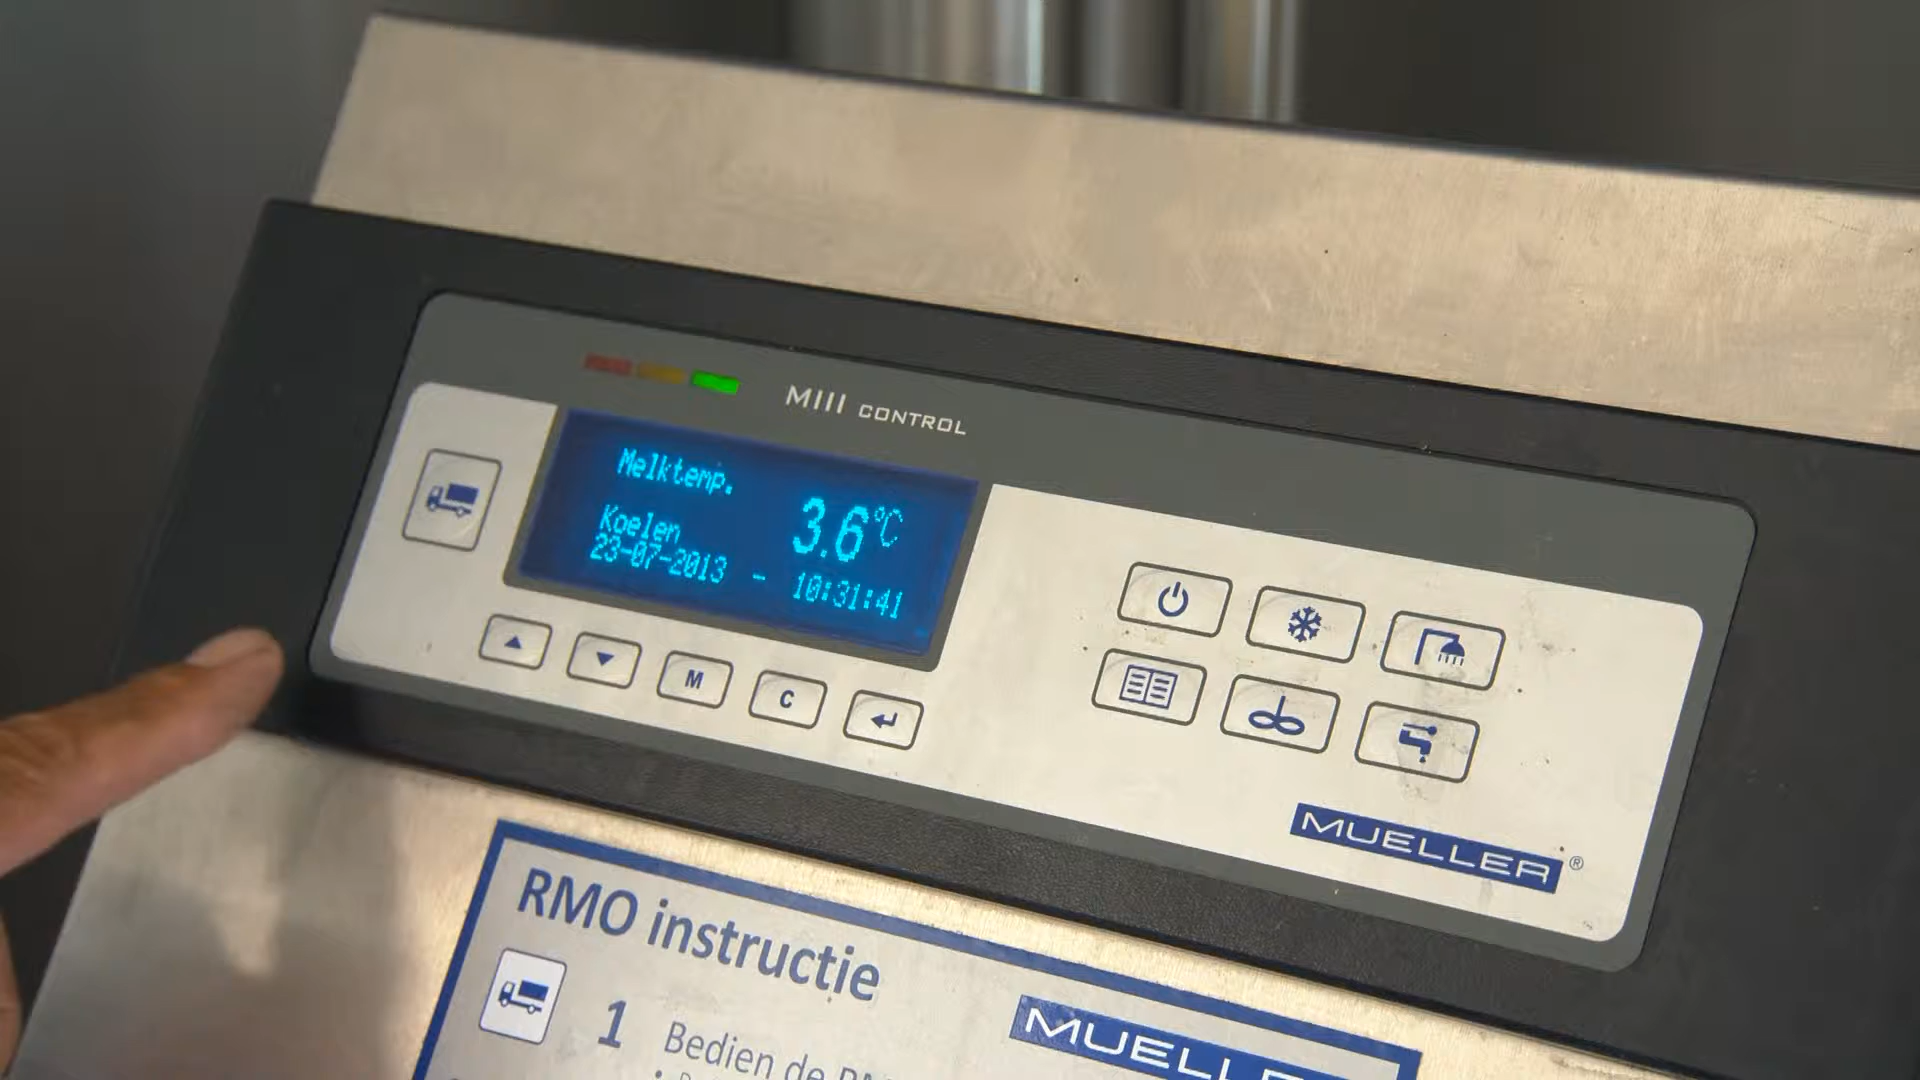 MIII CONTROL
Melktemp.
3.6°C
Koelen
23-07-2013 - 10:31:41
M
C
MUELLER®
RMO instructie
1
Bedien de
MUELLER